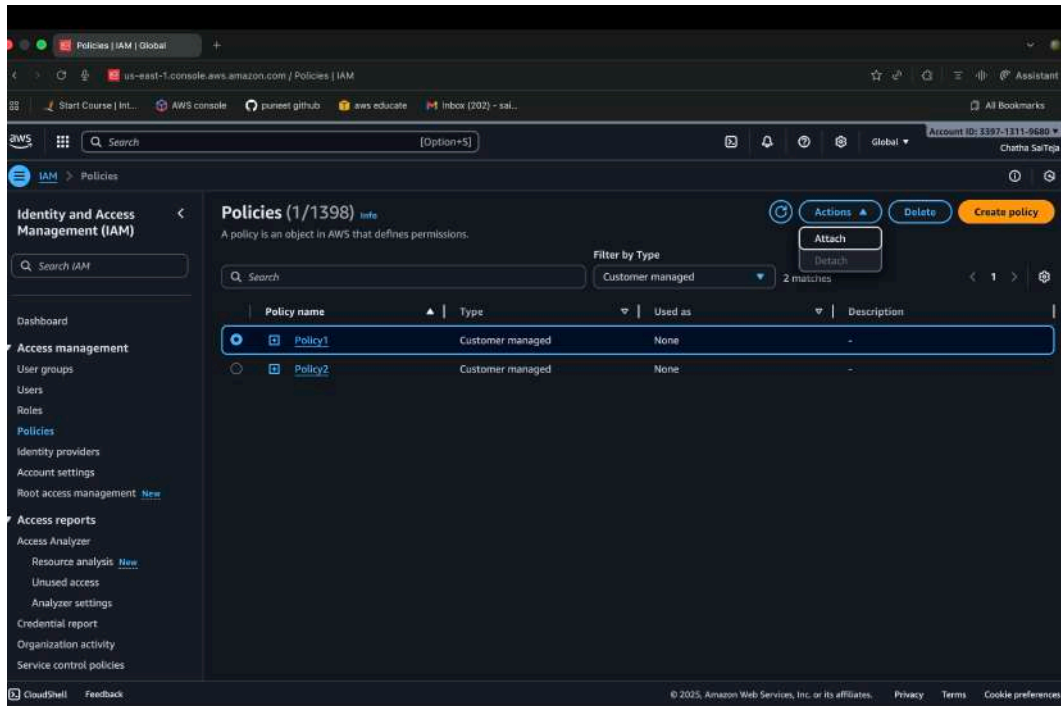 Policies | IAM | Global
us-east-1.console.aws.amazon.com / Policies | IAM
Assistant
Start Course | Int...
AWS console
puneet github
aws educate
Inbox (202) - sai...
All Bookmarks
aws
Search
[Option+S]
Global
Account ID: 3397-1311-9680
Chatha SaiTeja
IAM > Policies
Identity and Access Management (IAM)
Search IAM
Dashboard
Access management
User groups
Users
Roles
Policies
Identity providers
Account settings
Root access management New
Access reports
Access Analyzer
Resource analysis New
Unused access
Analyzer settings
Credential report
Organization activity
Service control policies
Policies (1/1398) Info
A policy is an object in AWS that defines permissions.
Actions
Delete
Create policy
Attach
Detach
Filter by Type
Search
Customer managed
2 matches
1
Policy name
Type
Used as
Description
Policy1
Customer managed
None
-
Policy2
Customer managed
None
-
CloudShell
Feedback
© 2025, Amazon Web Services, Inc. or its affiliates.
Privacy
Terms
Cookie preferences